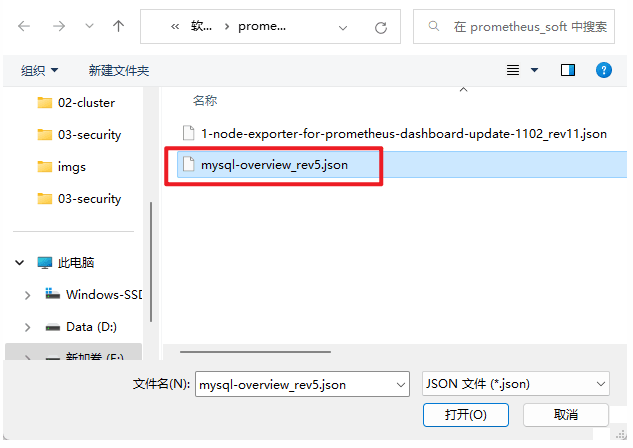 « 软... › prome...
在 prometheus_soft 中搜索
组织 新建文件夹
02-cluster
03-security
imgs
03-security
此电脑
Windows-SSD
Data (D:)
新加卷 (E:)
名称
1-node-exporter-for-prometheus-dashboard-update-1102_rev11.json
mysql-overview_rev5.json
文件名(N): mysql-overview_rev5.json JSON 文件 (*.json)
打开(O) 取消